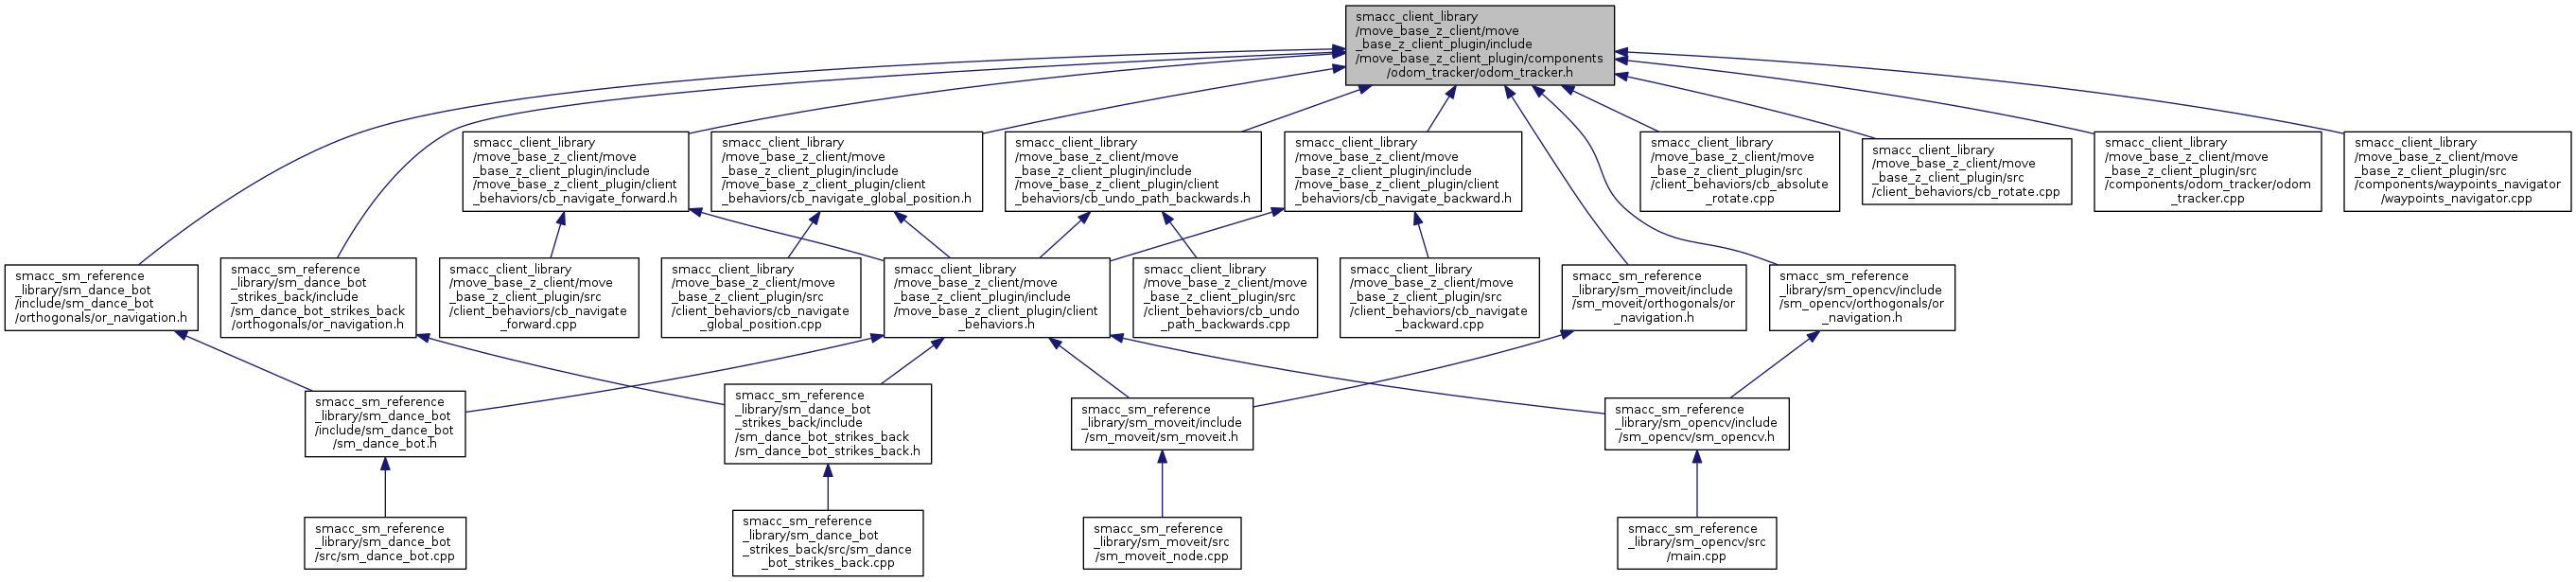 smacc_client_library
/move_base_z_client/move
_base_z_client_plugin/include
/move_base_z_client_plugin/components
/odom_tracker/odom_tracker.h
smacc_client_library
/move_base_z_client/move
_base_z_client_plugin/include
/move_base_z_client_plugin/client
_behaviors/cb_navigate_forward.h
smacc_client_library
/move_base_z_client/move
_base_z_client_plugin/include
/move_base_z_client_plugin/client
_behaviors/cb_navigate_global_position.h
smacc_client_library
/move_base_z_client/move
_base_z_client_plugin/include
/move_base_z_client_plugin/client
_behaviors/cb_undo_path_backwards.h
smacc_client_library
/move_base_z_client/move
_base_z_client_plugin/include
/move_base_z_client_plugin/client
_behaviors/cb_navigate_backward.h
smacc_client_library
/move_base_z_client/move
_base_z_client_plugin/src
/client_behaviors/cb_absolute
_rotate.cpp
smacc_client_library
/move_base_z_client/move
_base_z_client_plugin/src
/client_behaviors/cb_rotate.cpp
smacc_client_library
/move_base_z_client/move
_base_z_client_plugin/src
/components/odom_tracker/odom
_tracker.cpp
smacc_client_library
/move_base_z_client/move
_base_z_client_plugin/src
/components/waypoints_navigator
/waypoints_navigator.cpp
smacc_sm_reference
_library/sm_dance_bot
/include/sm_dance_bot
/orthogonals/or_navigation.h
smacc_sm_reference
_library/sm_dance_bot
_strikes_back/include
/sm_dance_bot_strikes_back
/orthogonals/or_navigation.h
smacc_client_library
/move_base_z_client/move
_base_z_client_plugin/src
/client_behaviors/cb_navigate
_forward.cpp
smacc_client_library
/move_base_z_client/move
_base_z_client_plugin/src
/client_behaviors/cb_navigate
_global_position.cpp
smacc_client_library
/move_base_z_client/move
_base_z_client_plugin/include
/move_base_z_client_plugin/client
_behaviors.h
smacc_client_library
/move_base_z_client/move
_base_z_client_plugin/src
/client_behaviors/cb_undo
_path_backwards.cpp
smacc_client_library
/move_base_z_client/move
_base_z_client_plugin/src
/client_behaviors/cb_navigate
_backward.cpp
smacc_sm_reference
_library/sm_moveit/include
/sm_moveit/orthogonals/or
_navigation.h
smacc_sm_reference
_library/sm_opencv/include
/sm_opencv/orthogonals/or
_navigation.h
smacc_sm_reference
_library/sm_dance_bot
/include/sm_dance_bot
/sm_dance_bot.h
smacc_sm_reference
_library/sm_dance_bot
_strikes_back/include
/sm_dance_bot_strikes_back
/sm_dance_bot_strikes_back.h
smacc_sm_reference
_library/sm_moveit/include
/sm_moveit/sm_moveit.h
smacc_sm_reference
_library/sm_opencv/include
/sm_opencv/sm_opencv.h
smacc_sm_reference
_library/sm_dance_bot
/src/sm_dance_bot.cpp
smacc_sm_reference
_library/sm_dance_bot
_strikes_back/src/sm_dance
_bot_strikes_back.cpp
smacc_sm_reference
_library/sm_moveit/src
/sm_moveit_node.cpp
smacc_sm_reference
_library/sm_opencv/src
/main.cpp